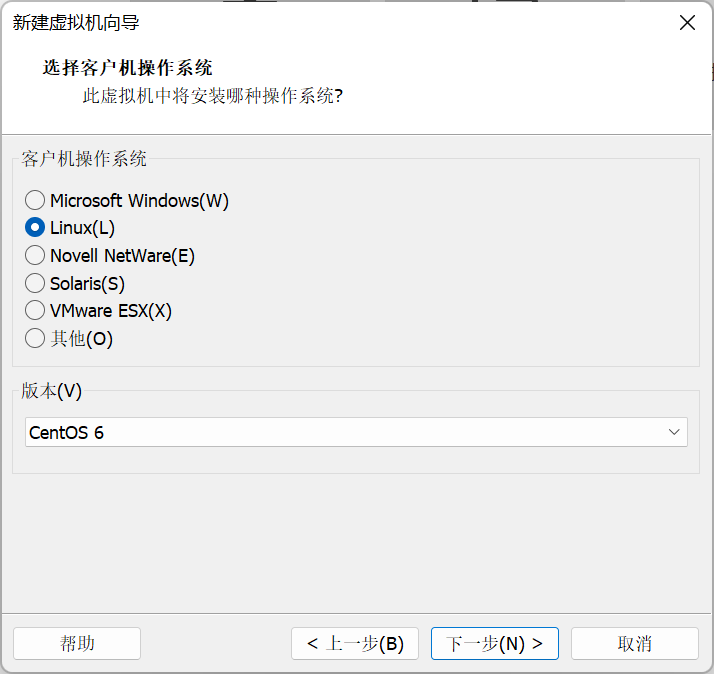 新建虚拟机向导
选择客户机操作系统
此虚拟机中将安装哪种操作系统?
客户机操作系统
Microsoft Windows(W)
Linux(L)
Novell NetWare(E)
Solaris(S)
VMware ESX(X)
其他(O)
版本(V)
CentOS 6
帮助
< 上一步(B)
下一步(N) >
取消